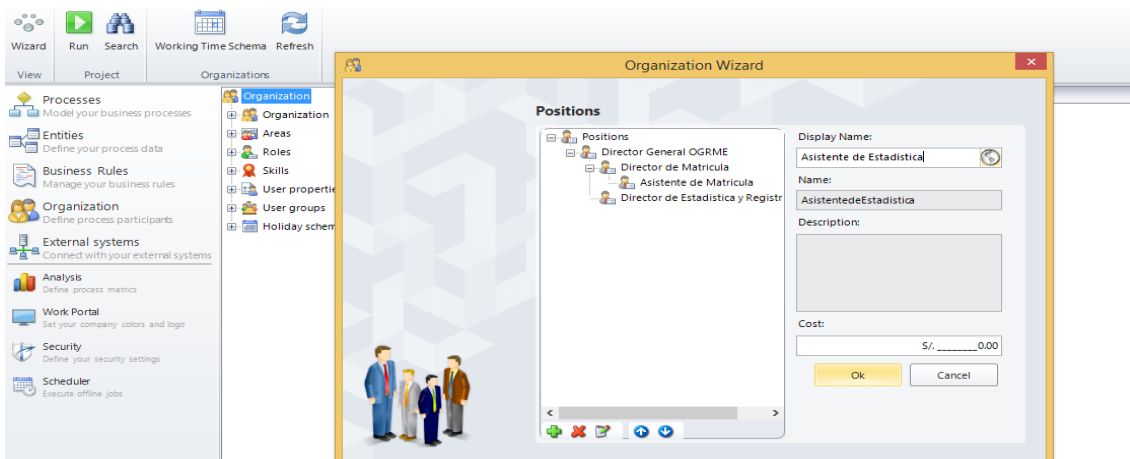 Wizard
Run
Search
Working Time Schema
Refresh
View
Project
Organizations
Processes
Model your business processes
Entities
Define your process data
Business Rules
Manage your business rules
Organization
Define process participants
External systems
Connect with your external systems
Analysis
Define process metrics
Work Portal
Set your company colors and logo
Security
Define your security settings
Scheduler
Execute offline jobs
Organization
Organization
Areas
Roles
Skills
User propertie
User groups
Holiday schem
Organization Wizard
Positions
Positions
Director General OGRME
Director de Matricula
Asistente de Matricula
Director de Estadistica y Registr
Display Name:
Asistente de Estadistica
Name:
AsistentedeEstadistica
Description:
Cost:
S/. ________0.00
Ok
Cancel